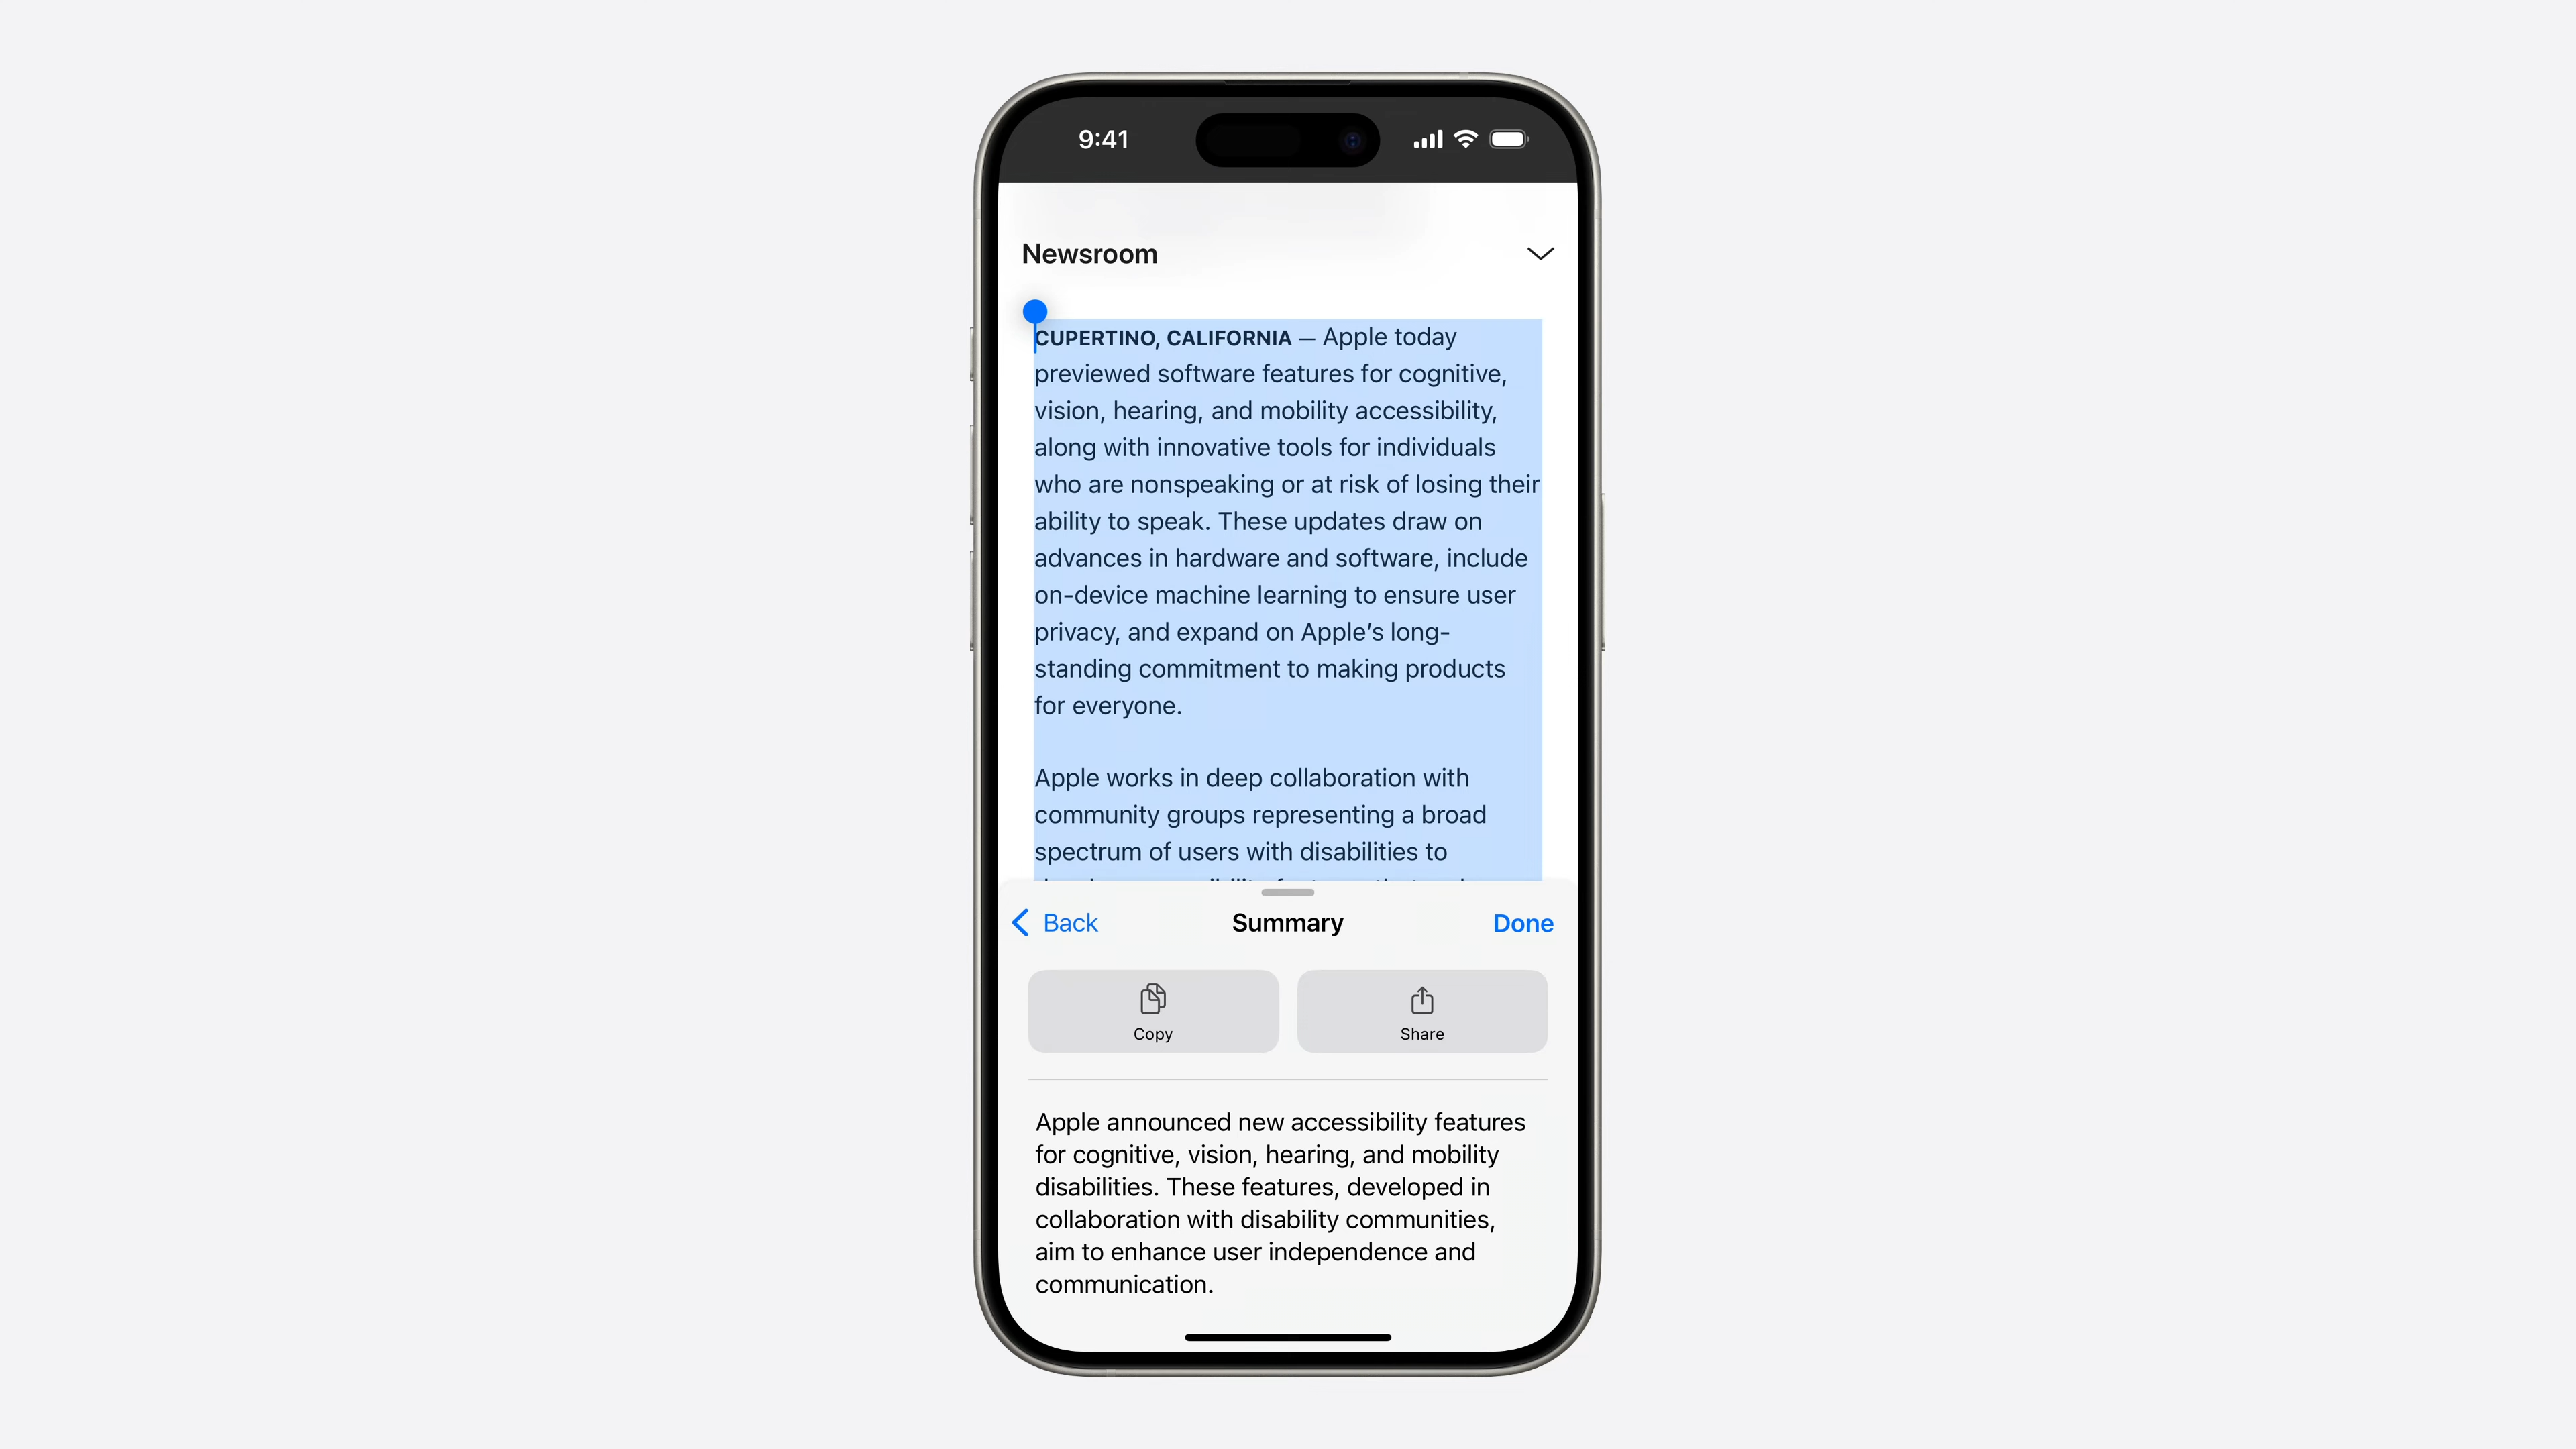 9:41
Newsroom
CUPERTINO, CALIFORNIA — Apple today
previewed software features for cognitive,
vision, hearing, and mobility accessibility,
along with innovative tools for individuals
who are nonspeaking or at risk of losing their
ability to speak. These updates draw on
advances in hardware and software, include
on-device machine learning to ensure user
privacy, and expand on Apple’s long-
standing commitment to making products
for everyone.
Apple works in deep collaboration with
community groups representing a broad
spectrum of users with disabilities to
Back
Summary
Done
Copy
Share
Apple announced new accessibility features
for cognitive, vision, hearing, and mobility
disabilities. These features, developed in
collaboration with disability communities,
aim to enhance user independence and
communication.